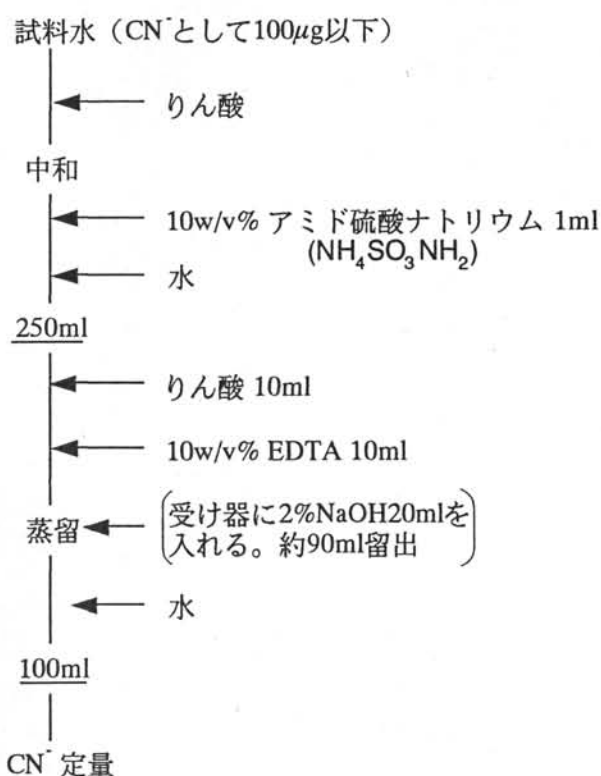 試料水（CN⁻として100μg以下）
りん酸
中和
10w/v% アミド硫酸ナトリウム 1ml
(NH₄SO₃NH₂)
水
250ml
りん酸 10ml
10w/v% EDTA 10ml
蒸留
受け器に2%NaOH20mlを
入れる。約90ml留出
水
100ml
CN⁻ 定量